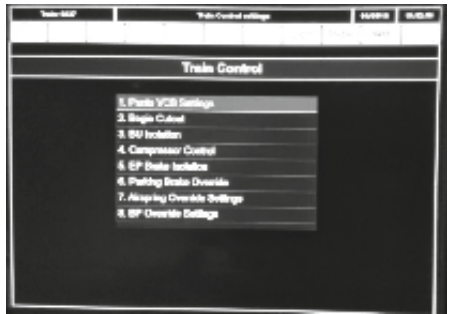 Train Control settings
Train Control
1. Panto VCB Settings
2. Bogie Cutout
3. BU Isolation
4. Compressor Control
5. EP Brake Isolation
6. Parking Brake Override
7. Airspring Override Settings
8. BP Override Settings